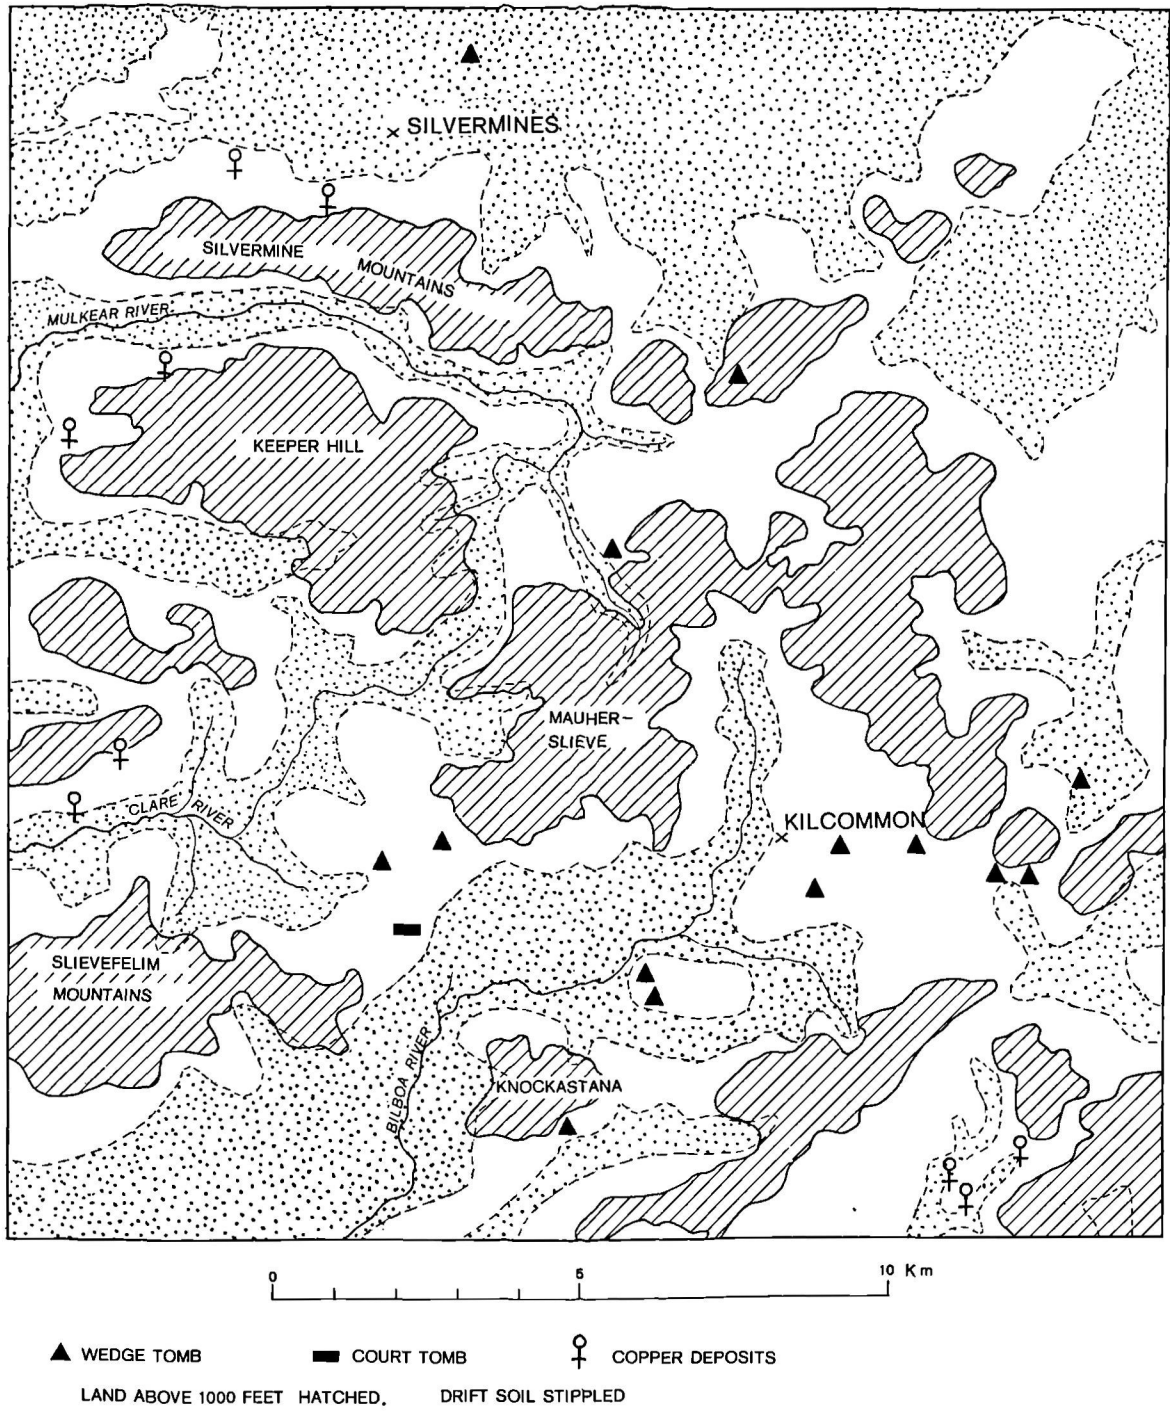 SILVERMINES
SILVERMINE
MOUNTAINS
MULKEAR RIVER
KEEPER HILL
MAUHER-
SLIEVE
CLARE RIVER
KILCOMMON
SLIEVEFELIM
MOUNTAINS
BILBOA RIVER
KNOCKASTANA
0 5 10 Km
WEDGE TOMB COURT TOMB COPPER DEPOSITS
LAND ABOVE 1000 FEET HATCHED. DRIFT SOIL STIPPLED